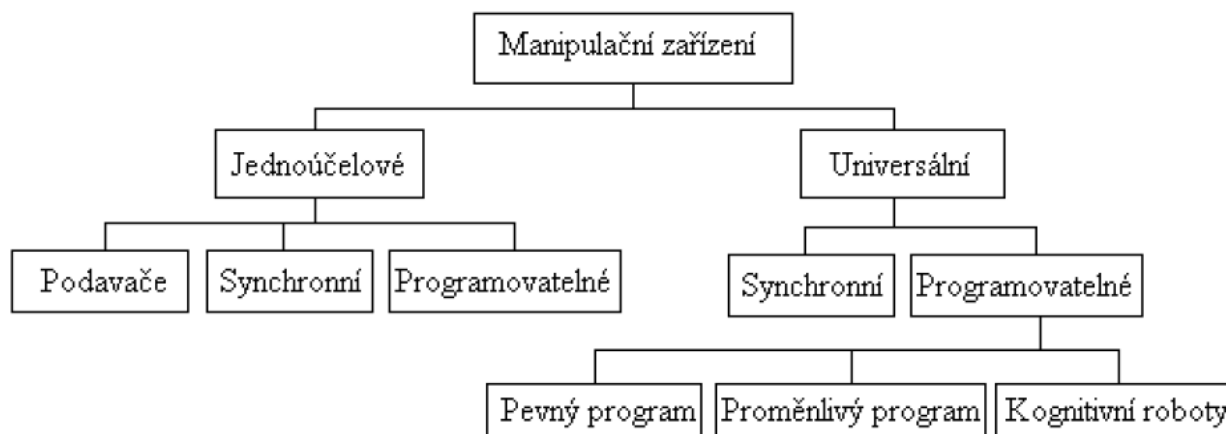 Manipulační zařízení
Jednoúčelové
Universální
Podavače
Synchronní
Programovatelné
Synchronní
Programovatelné
Pevný program
Proměnlivý program
Kognitivní roboty